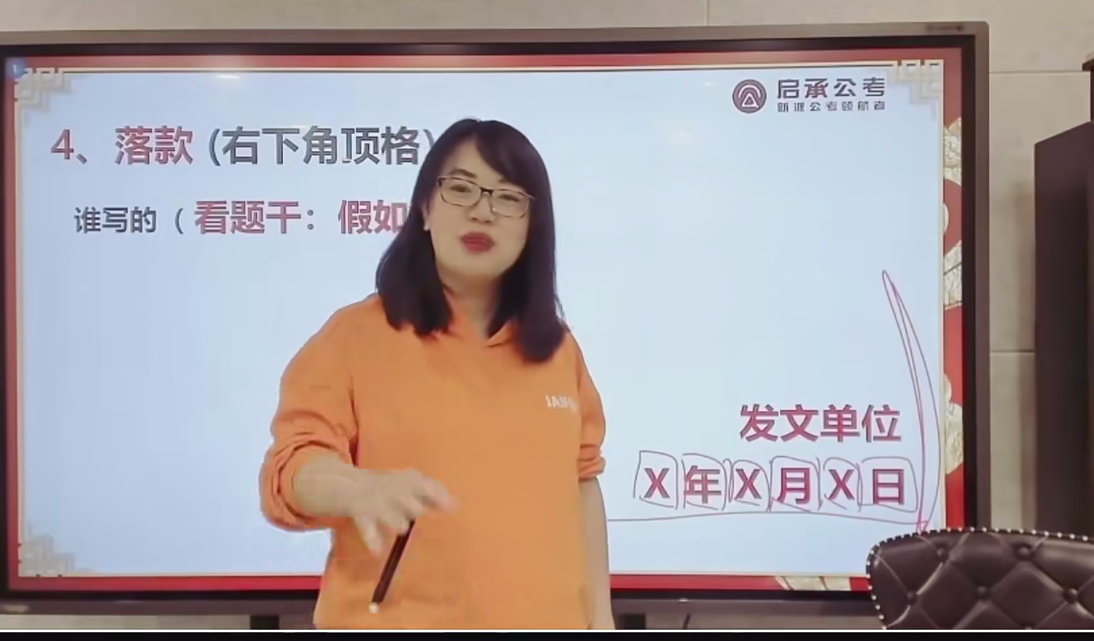 启承公考
新派公考领航者
4、落款（右下角顶格）
谁写的（看题干：假如
发文单位
X年X月X日